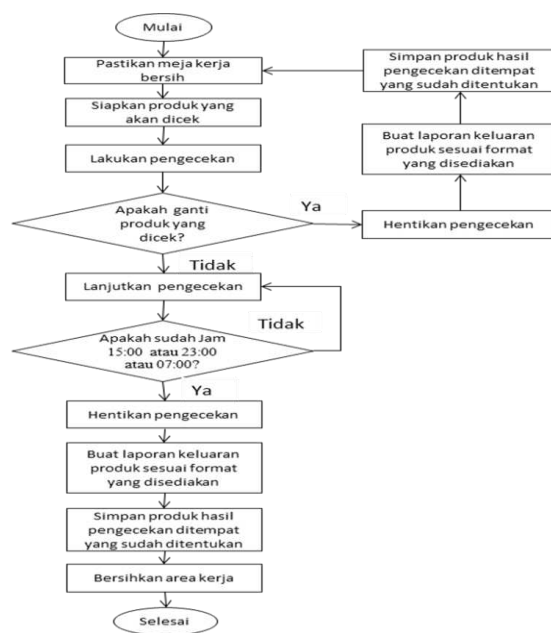 Mulai
Pastikan meja kerja
bersih
Siapkan produk yang
akan dicek
Lakukan pengecekan
Apakah ganti
produk yang
dicek?
Ya
Hentikan pengecekan
Buat laporan keluaran
produk sesuai format
yang disediakan
Simpan produk hasil
pengecekan ditempat
yang sudah ditentukan
Tidak
Lanjutkan pengecekan
Tidak
Apakah sudah Jam
15:00 atau 23:00
atau 07:00?
Ya
Hentikan pengecekan
Buat laporan keluaran
produk sesuai format
yang disediakan
Simpan produk hasil
pengecekan ditempat
yang sudah ditentukan
Bersihkan area kerja
Selesai